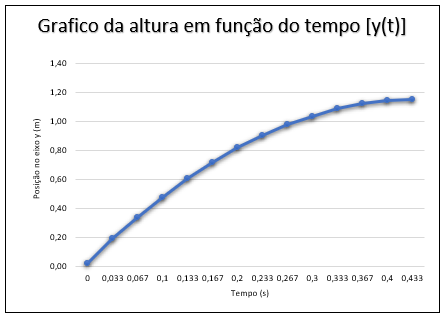 Grafico da altura em função do tempo [y(t)]
Posição no eixo y (m)
1,40
1,20
1,00
0,80
0,60
0,40
0,20
0,00
0 0,033 0,067 0,1 0,133 0,167 0,2 0,233 0,267 0,3 0,333 0,367 0,4 0,433
Tempo (s)